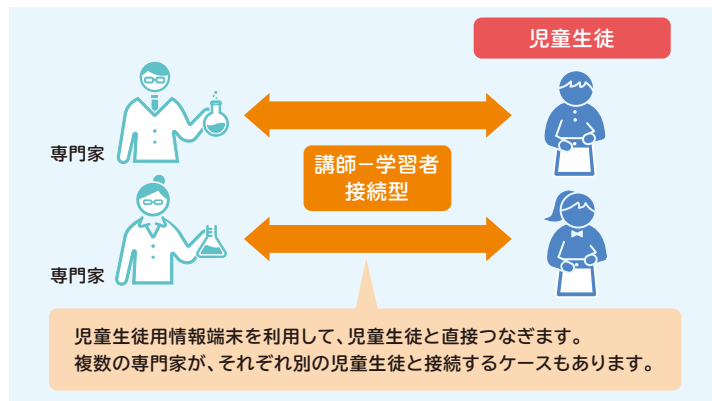 児童生徒
専門家
講師−学習者
接続型
専門家
児童生徒用情報端末を利用して、児童生徒と直接つなぎます。
複数の専門家が、それぞれ別の児童生徒と接続するケースもあります。